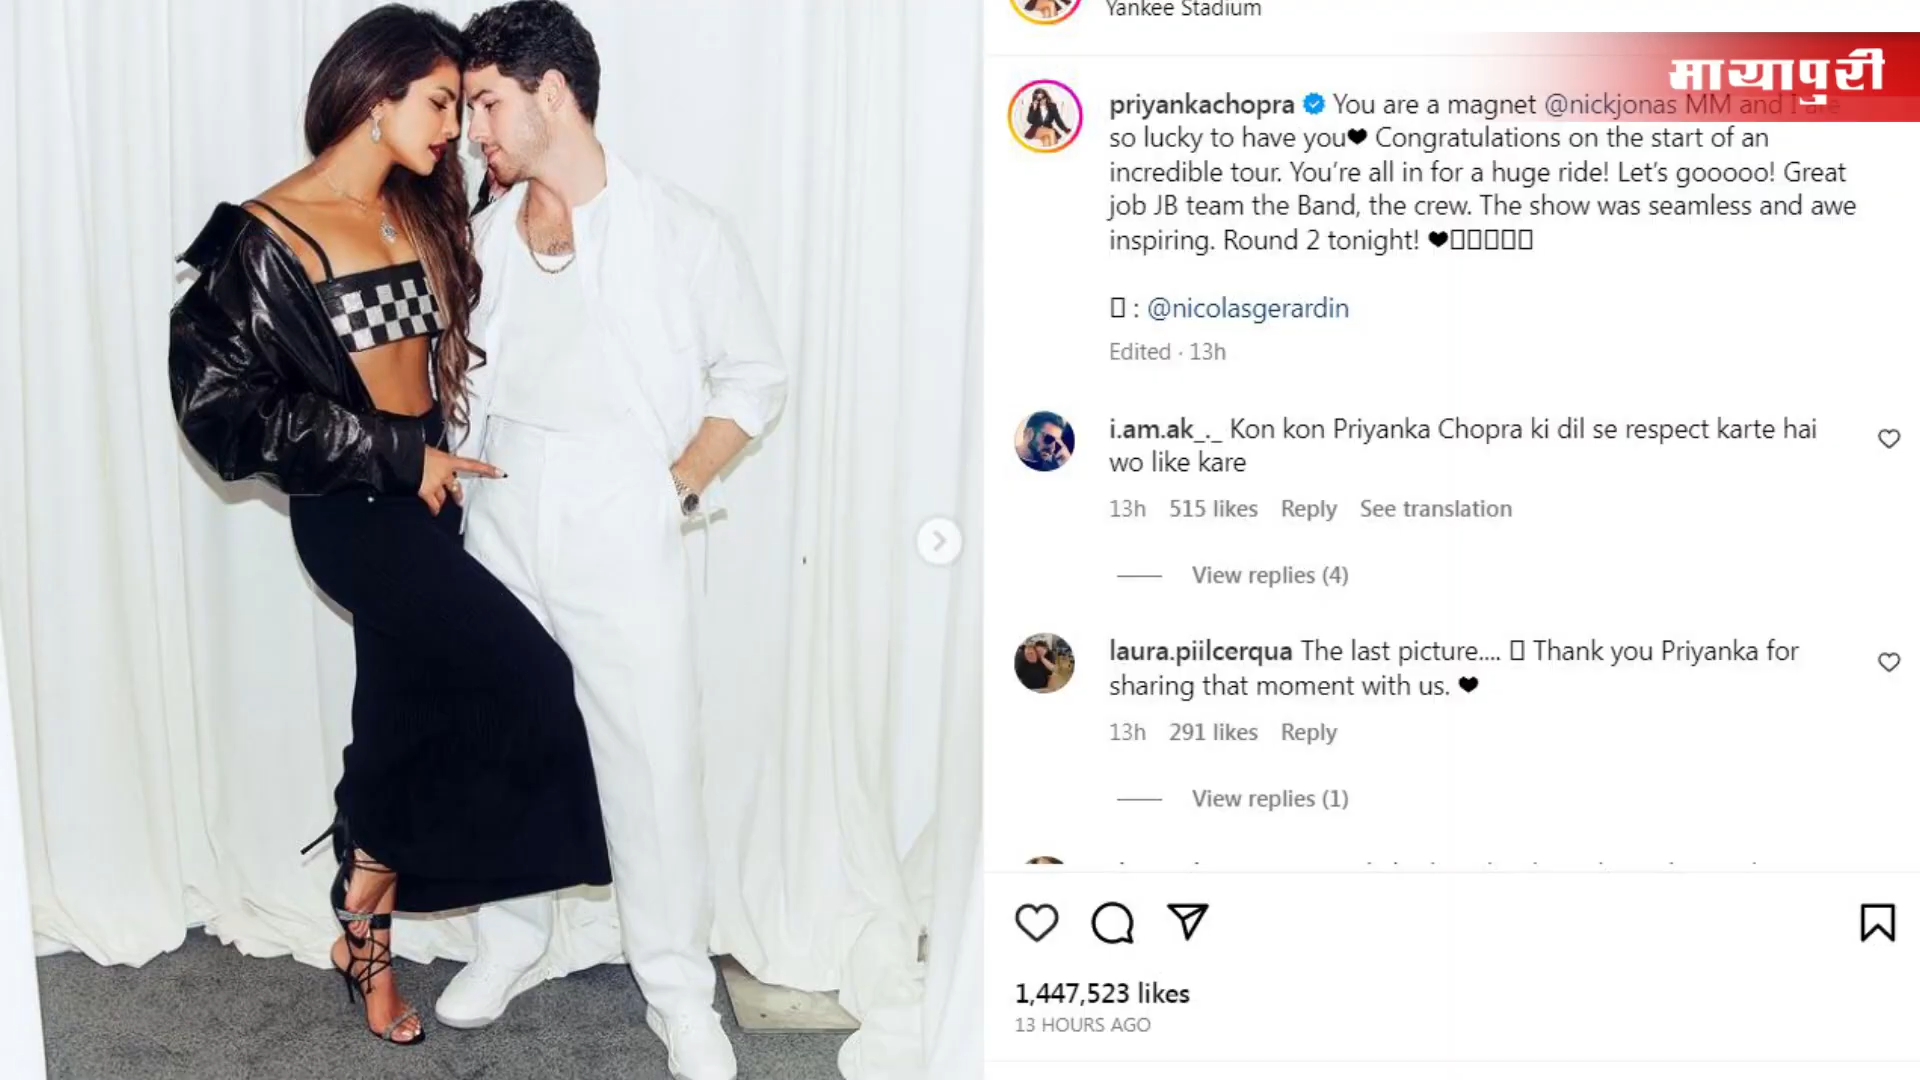 Yankee Stadium
मायापुरी
priyankachopra You are a magnet @nickjonas MM and I are
so lucky to have you❤ Congratulations on the start of an
incredible tour. You're all in for a huge ride! Let's gooooo! Great
job JB team the Band, the crew. The show was seamless and awe
inspiring. Round 2 tonight! ❤▯▯▯▯▯
▯ : @nicolasgerardin
Edited · 13h
i.am.ak_._ Kon kon Priyanka Chopra ki dil se respect karte hai
wo like kare
13h 515 likes Reply See translation
View replies (4)
laura.piilcerqua The last picture.... ▯ Thank you Priyanka for
sharing that moment with us. ❤
13h 291 likes Reply
View replies (1)
1,447,523 likes
13 HOURS AGO